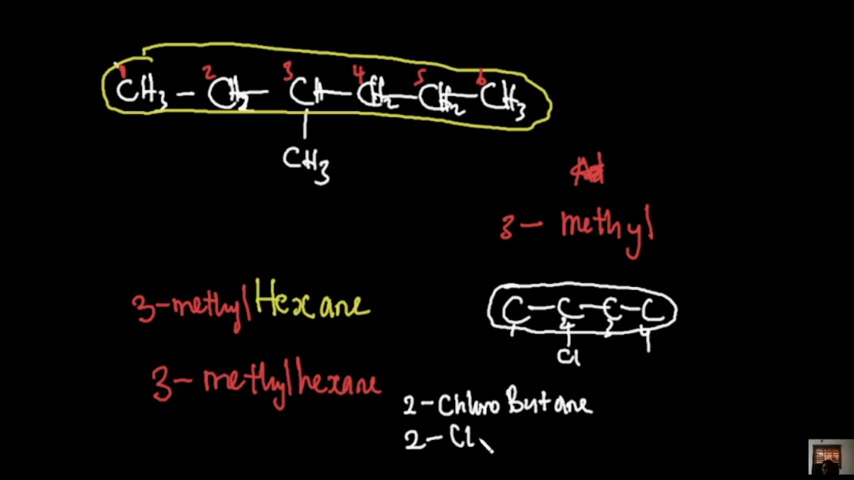 1 2 3 4 5 6
CH3 – CH2 – CH – CH2 – CH2 – CH3
CH3
3 – methyl
3-methylHexane
C – C – C – C
Cl
3 – methylhexane
2 – Chloro Butane
2 – Cl